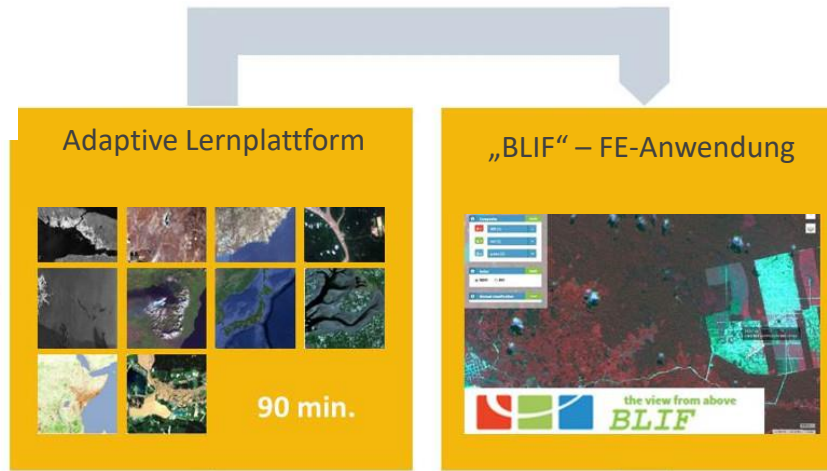 Adaptive Lernplattform
90 min.
„BLIF“ – FE-Anwendung
the view from above
BLIF